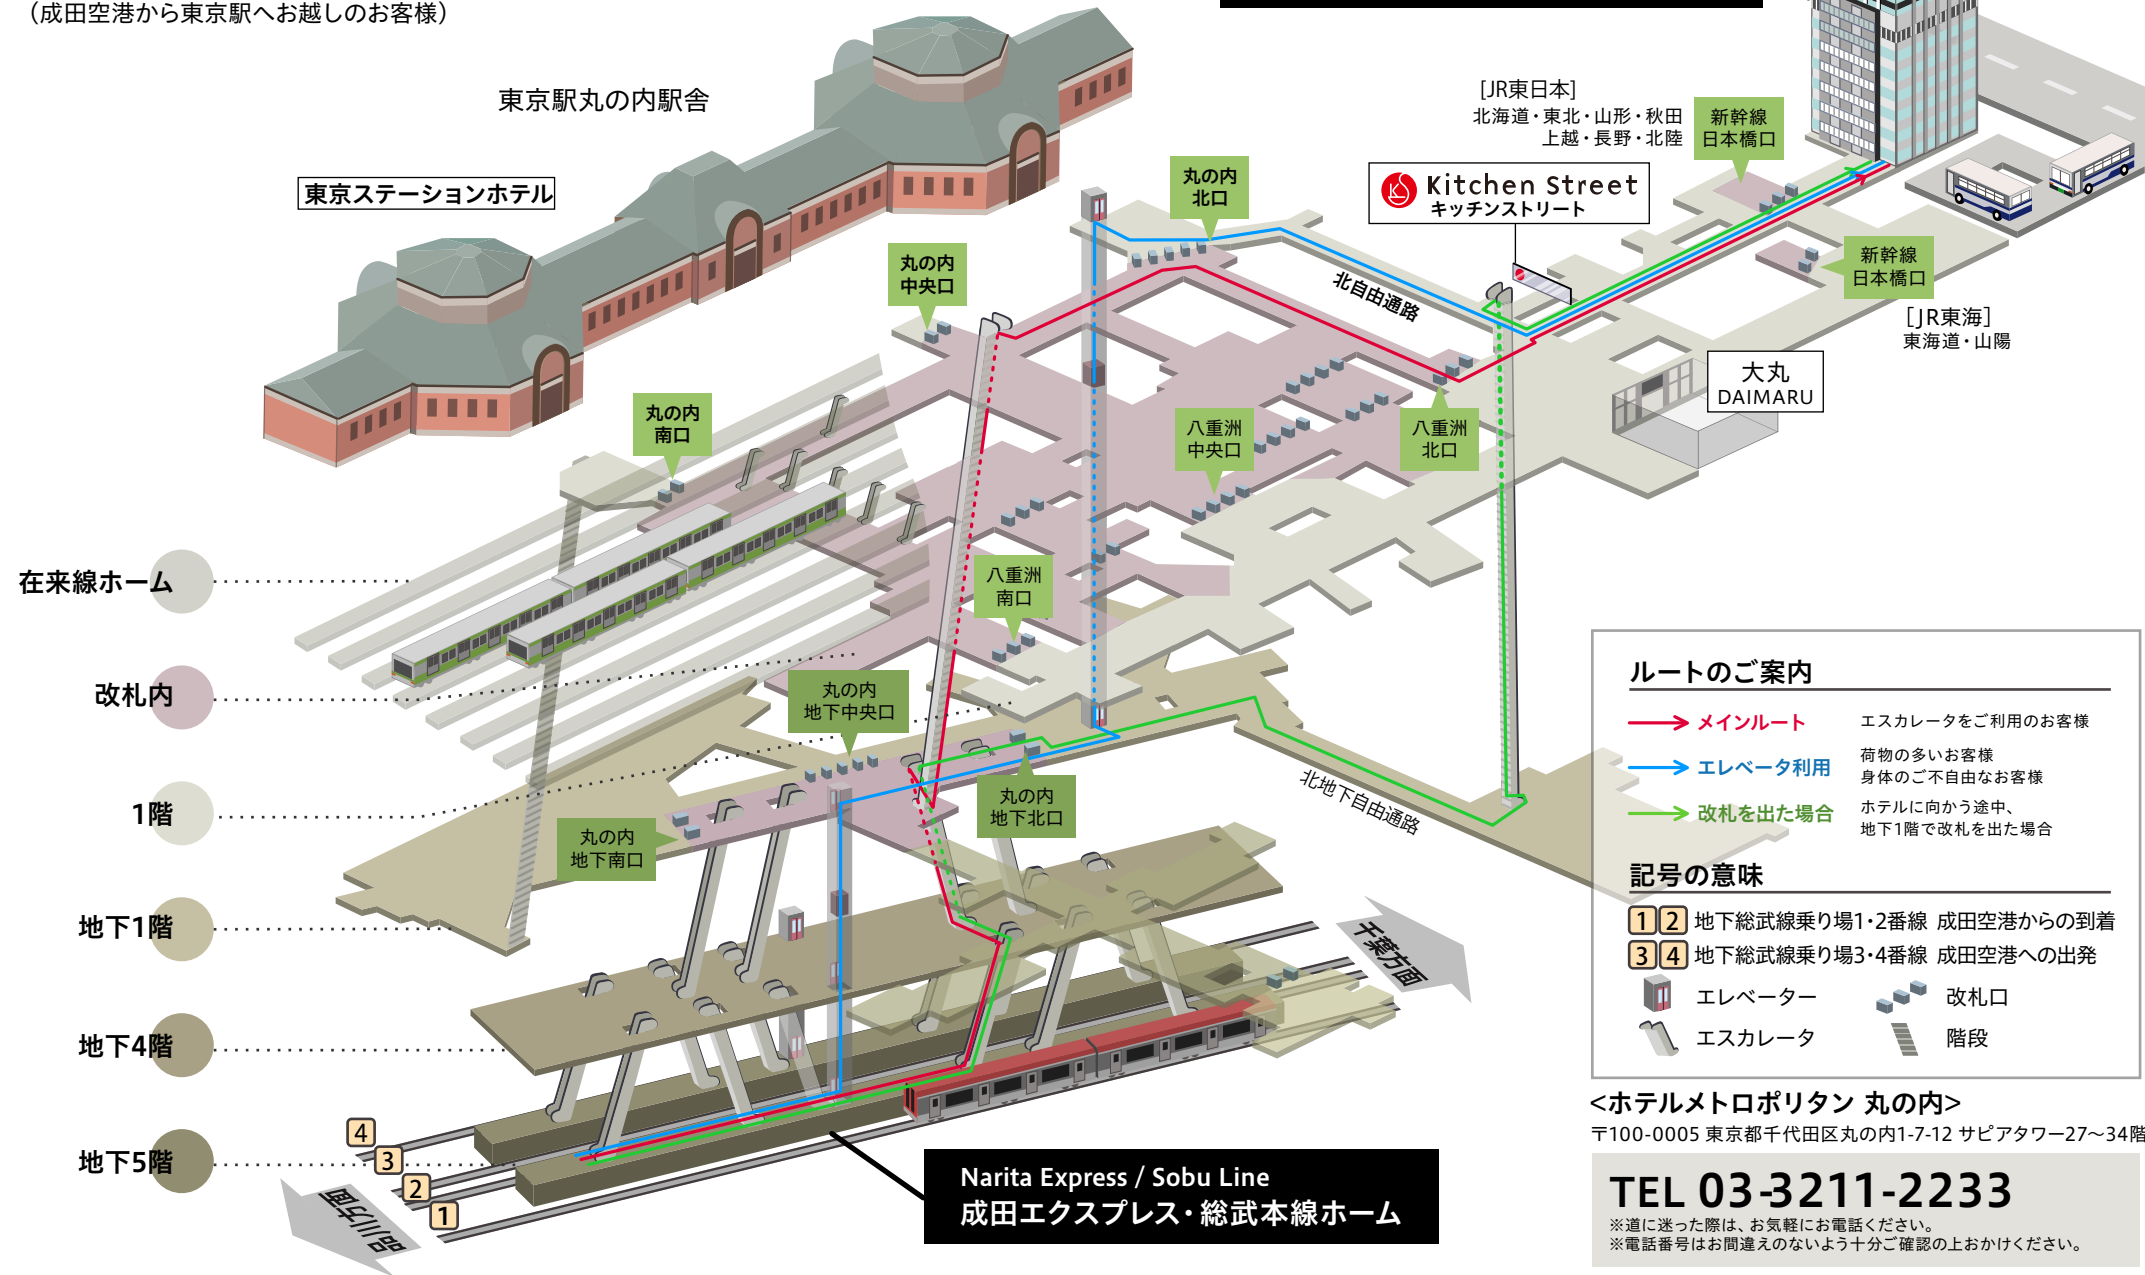 （成田空港から東京駅へお越しのお客様）
東京駅丸の内駅舎
東京ステーションホテル
[JR東日本]
北海道・東北・山形・秋田
上越・長野・北陸
新幹線
日本橋口
丸の内
北口
Kitchen Street
キッチンストリート
丸の内
中央口
北自由通路
新幹線
日本橋口
[JR東海]
東海道・山陽
大丸
DAIMARU
丸の内
南口
八重洲
中央口
八重洲
北口
在来線ホーム
八重洲
南口
改札内
丸の内
地下中央口
1階
丸の内
地下北口
北地下自由通路
丸の内
地下南口
地下1階
千葉方面
地下4階
地下5階
4
3
2
1
品川方面
Narita Express / Sobu Line
成田エクスプレス・総武本線ホーム
ルートのご案内
メインルート エスカレータをご利用のお客様
エレベータ利用 荷物の多いお客様
身体のご不自由なお客様
改札を出た場合 ホテルに向かう途中、
地下1階で改札を出た場合
記号の意味
1 2 地下総武線乗り場1・2番線 成田空港からの到着
3 4 地下総武線乗り場3・4番線 成田空港への出発
エレベーター 改札口
エスカレータ 階段
<ホテルメトロポリタン 丸の内>
〒100-0005 東京都千代田区丸の内1-7-12 サピアタワー27～34階
TEL 03-3211-2233
※道に迷った際は、お気軽にお電話ください。
※電話番号はお間違えのないよう十分ご確認の上おかけください。